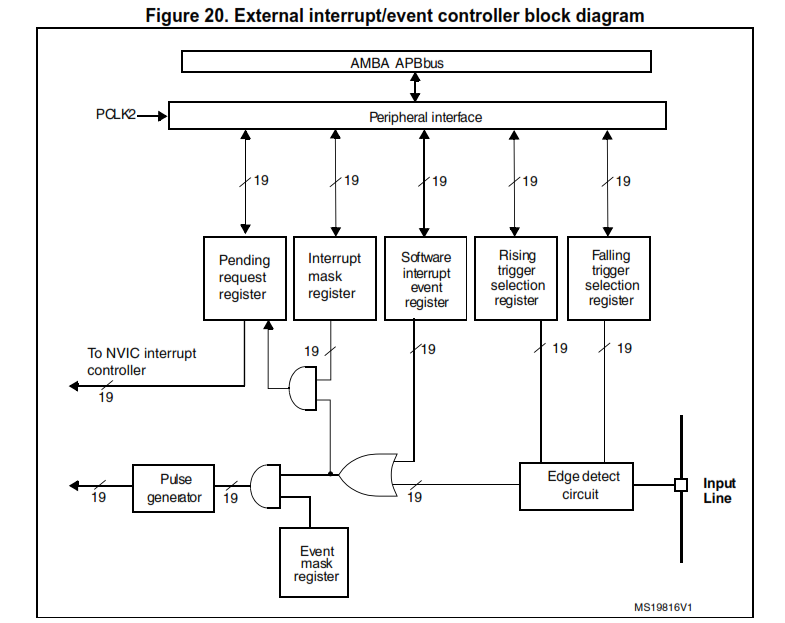 Figure 20. External interrupt/event controller block diagram
AMBA APB bus
PCLK2
Peripheral interface
19
19
19
19
19
Pending
request
register
Interrupt
mask
register
Software
interrupt
event
register
Rising
trigger
selection
register
Falling
trigger
selection
register
To NVIC interrupt
controller
19
19
19
19
19
Pulse
generator
19
19
19
Edge detect
circuit
Input
Line
Event
mask
register
MS19816V1